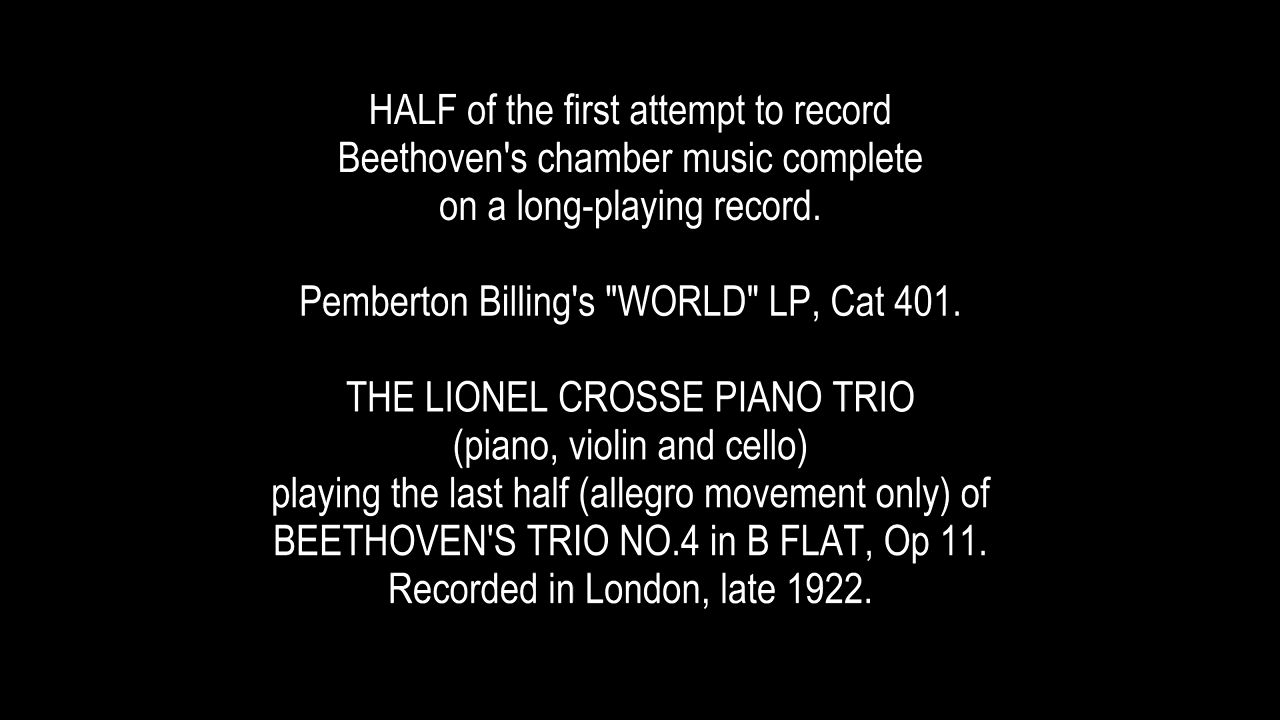 HALF of the first attempt to record
Beethoven's chamber music complete
on a long-playing record.
Pemberton Billing's "WORLD" LP, Cat 401.
THE LIONEL CROSSE PIANO TRIO
(piano, violin and cello)
playing the last half (allegro movement only) of
BEETHOVEN'S TRIO NO.4 in B FLAT, Op 11.
Recorded in London, late 1922.